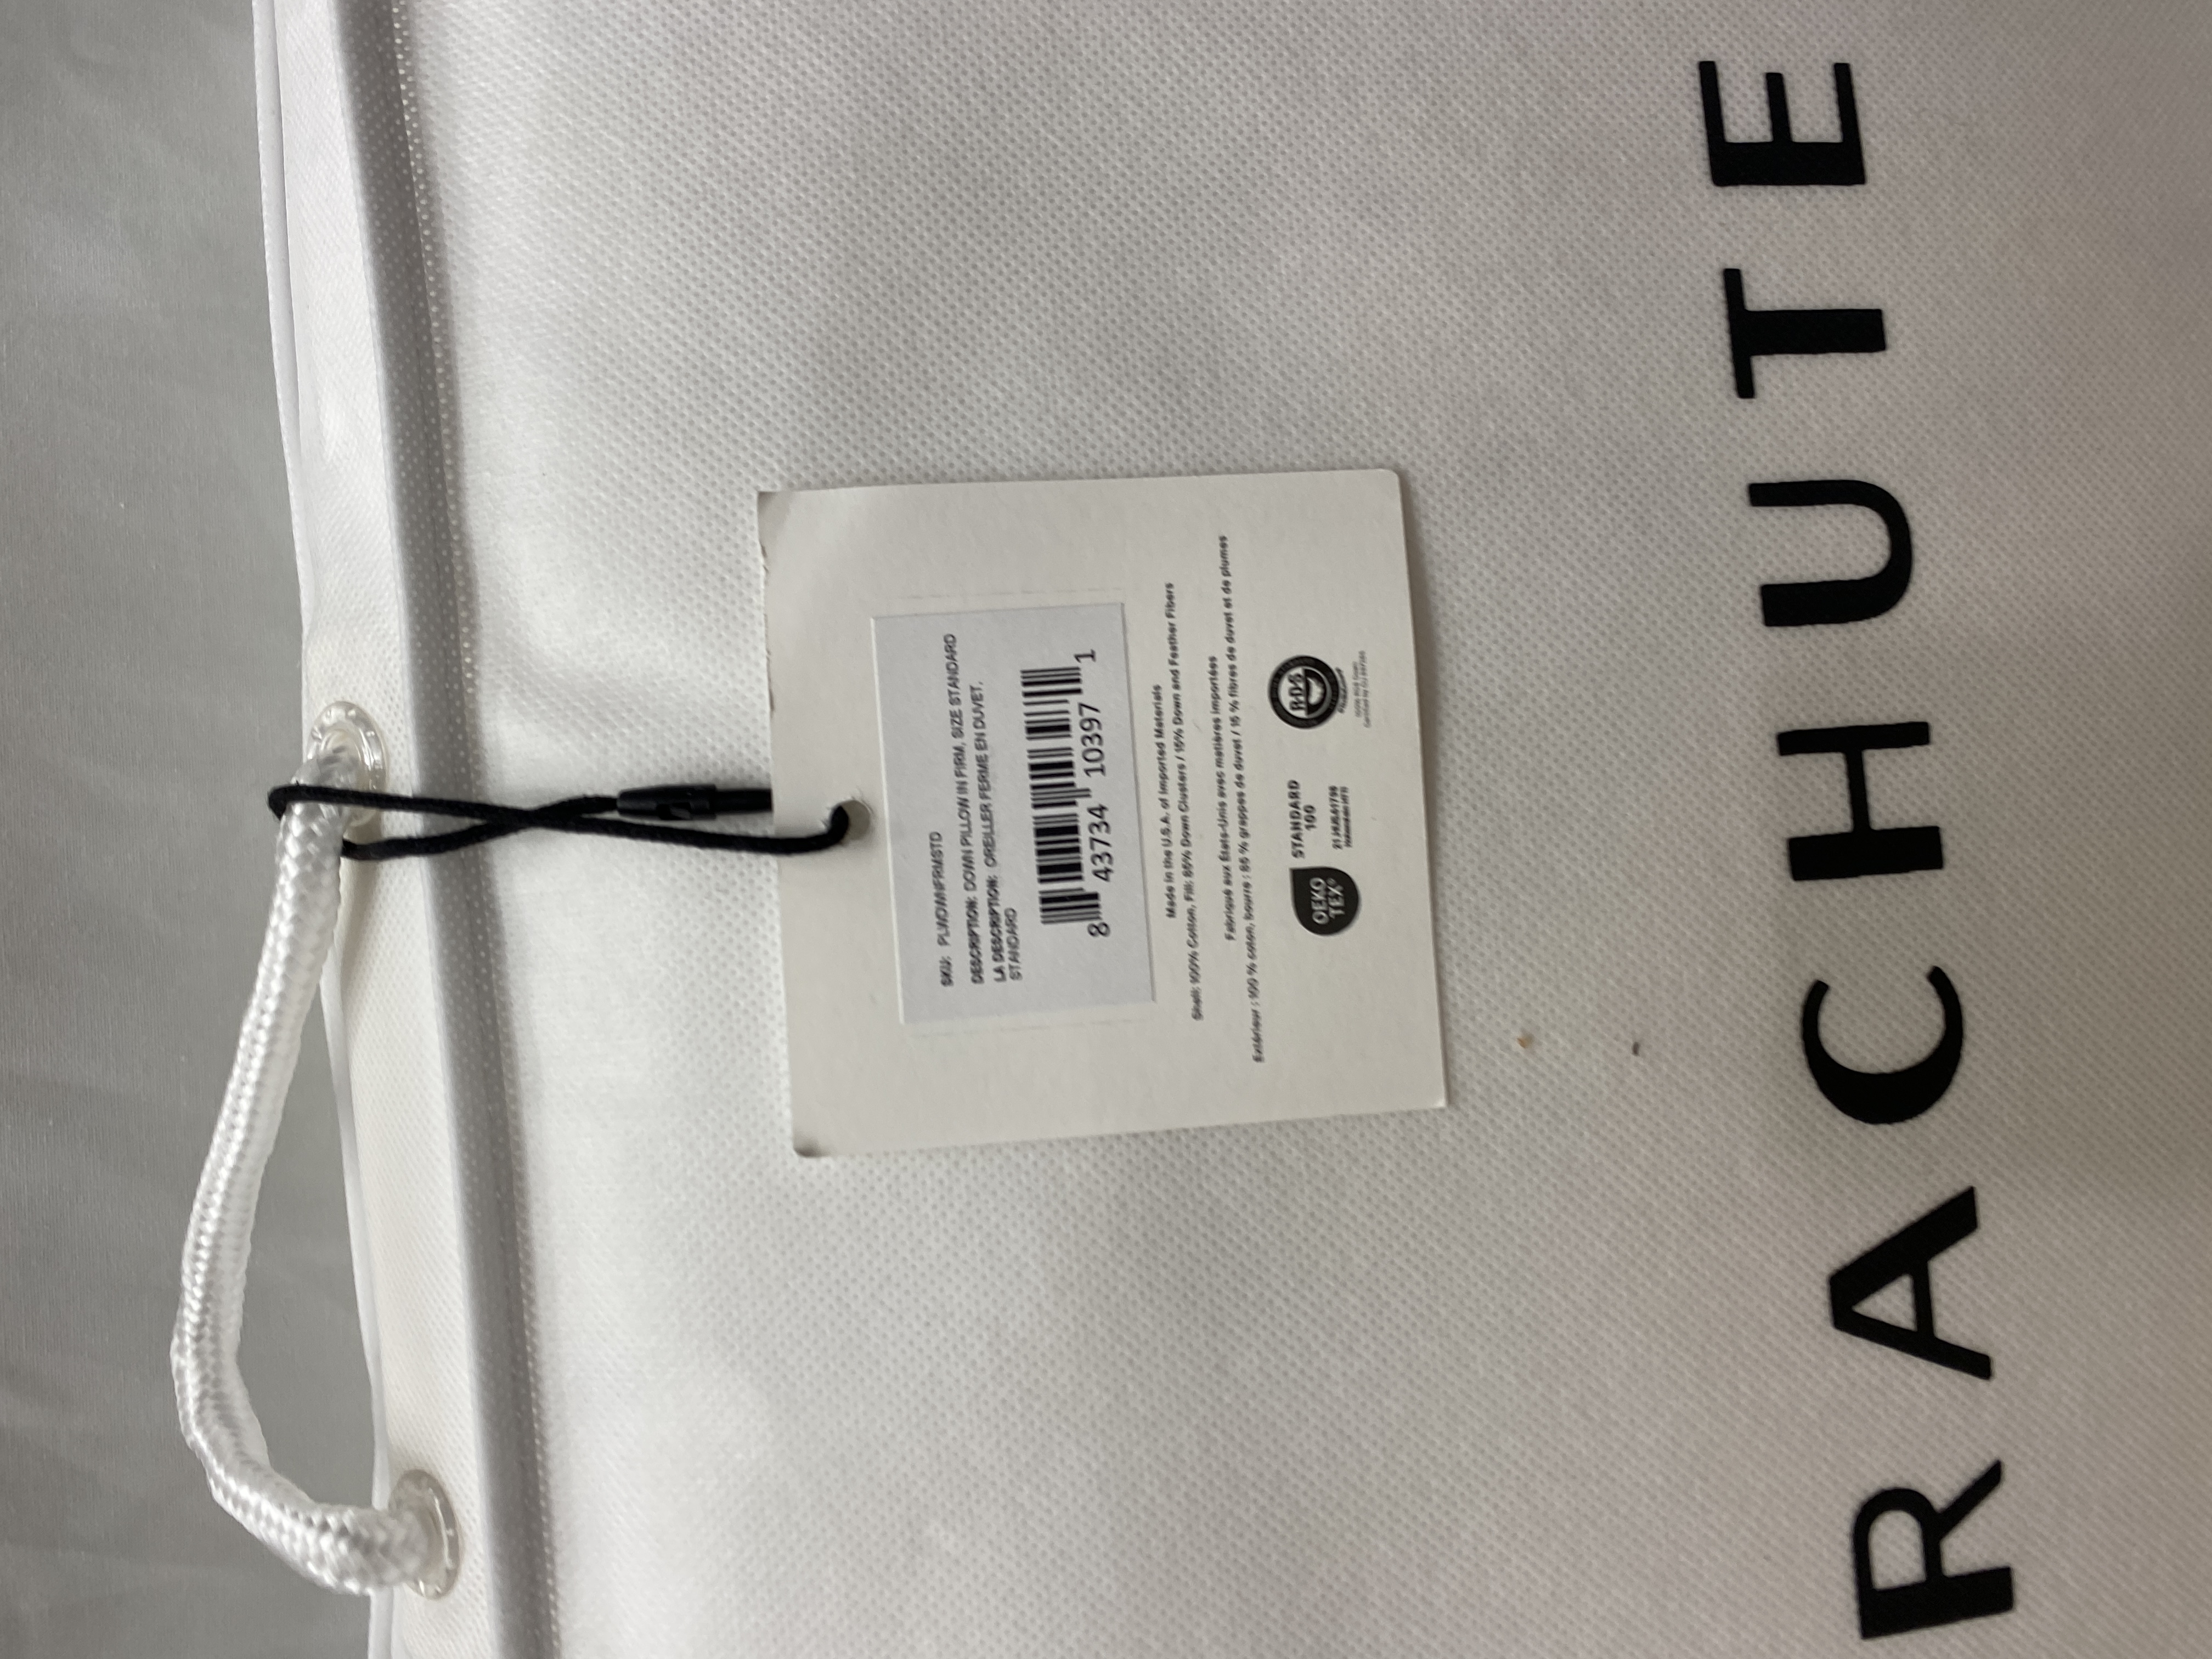 SKU: PLWDWNFRMSTD
DESCRIPTION: DOWN PILLOW IN FIRM, SIZE STANDARD
LA DESCRIPTION: OREILLER FERME EN DUVET,
STANDARD
8 43734 10397 1
Made in the U.S.A. of Imported Materials
Shell: 100% Cotton, Fill: 85% Down Clusters / 15% Down and Feather Fibers
Fabriqué aux États-Unis avec matières importées
Extérieur : 100 % coton, bourre : 85 % grappes de duvet / 15 % fibres de duvet et de plumes
OEKO
TEX®
STANDARD
100
R·D·S
RACHUTE